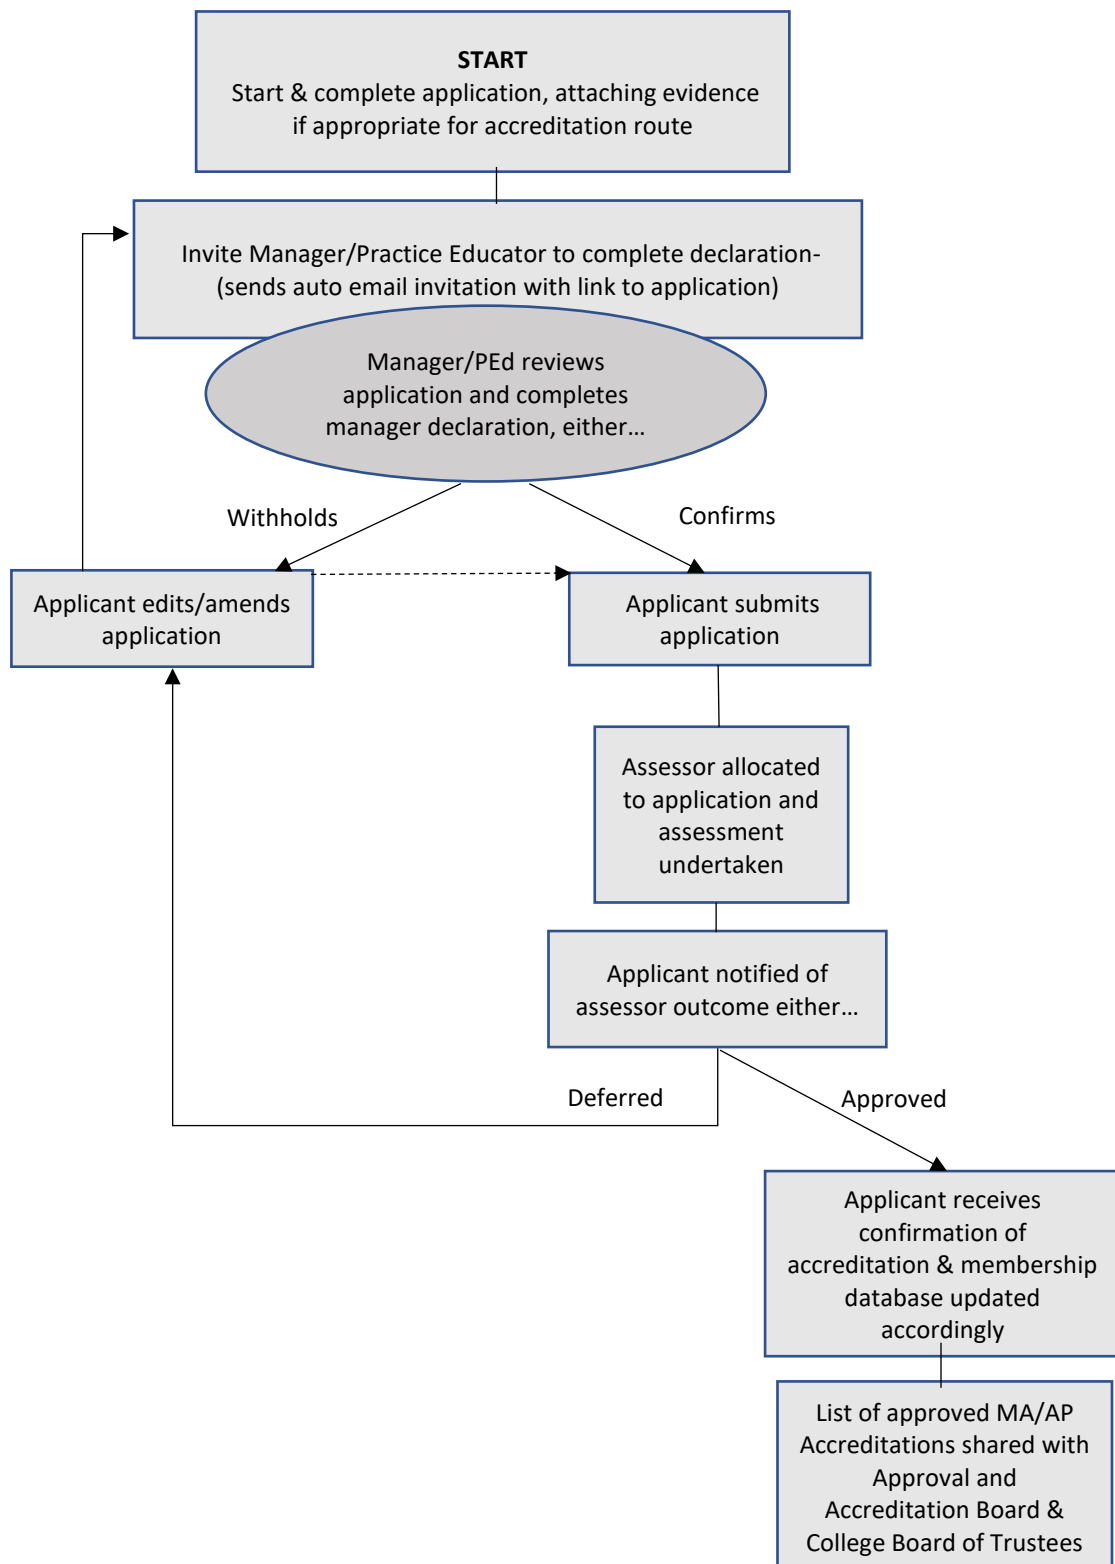 START
Start & complete application, attaching evidence
if appropriate for accreditation route
Invite Manager/Practice Educator to complete declaration-
(sends auto email invitation with link to application)
Manager/PEd reviews
application and completes
manager declaration, either…
Withholds
Confirms
Applicant edits/amends
application
Applicant submits
application
Assessor allocated
to application and
assessment
undertaken
Applicant notified of
assessor outcome either…
Deferred
Approved
Applicant receives
confirmation of
accreditation & membership
database updated
accordingly
List of approved MA/AP
Accreditations shared with
Approval and
Accreditation Board &
College Board of Trustees